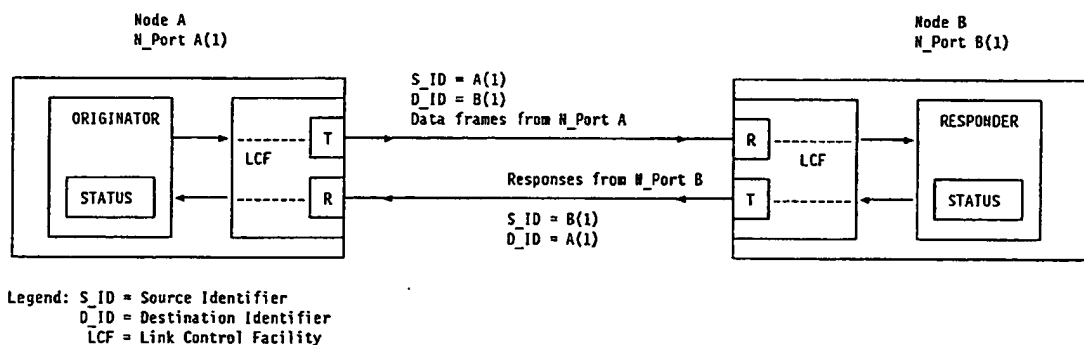 Node A
N_Port A(1)
Node B
N_Port B(1)
S_ID = A(1)
D_ID = B(1)
Data frames from N_Port A
ORIGINATOR
STATUS
LCF
T
R
Responses from N_Port B
S_ID = B(1)
D_ID = A(1)
R
T
LCF
RESPONDER
STATUS
Legend: S_ID = Source Identifier
D_ID = Destination Identifier
LCF = Link Control Facility